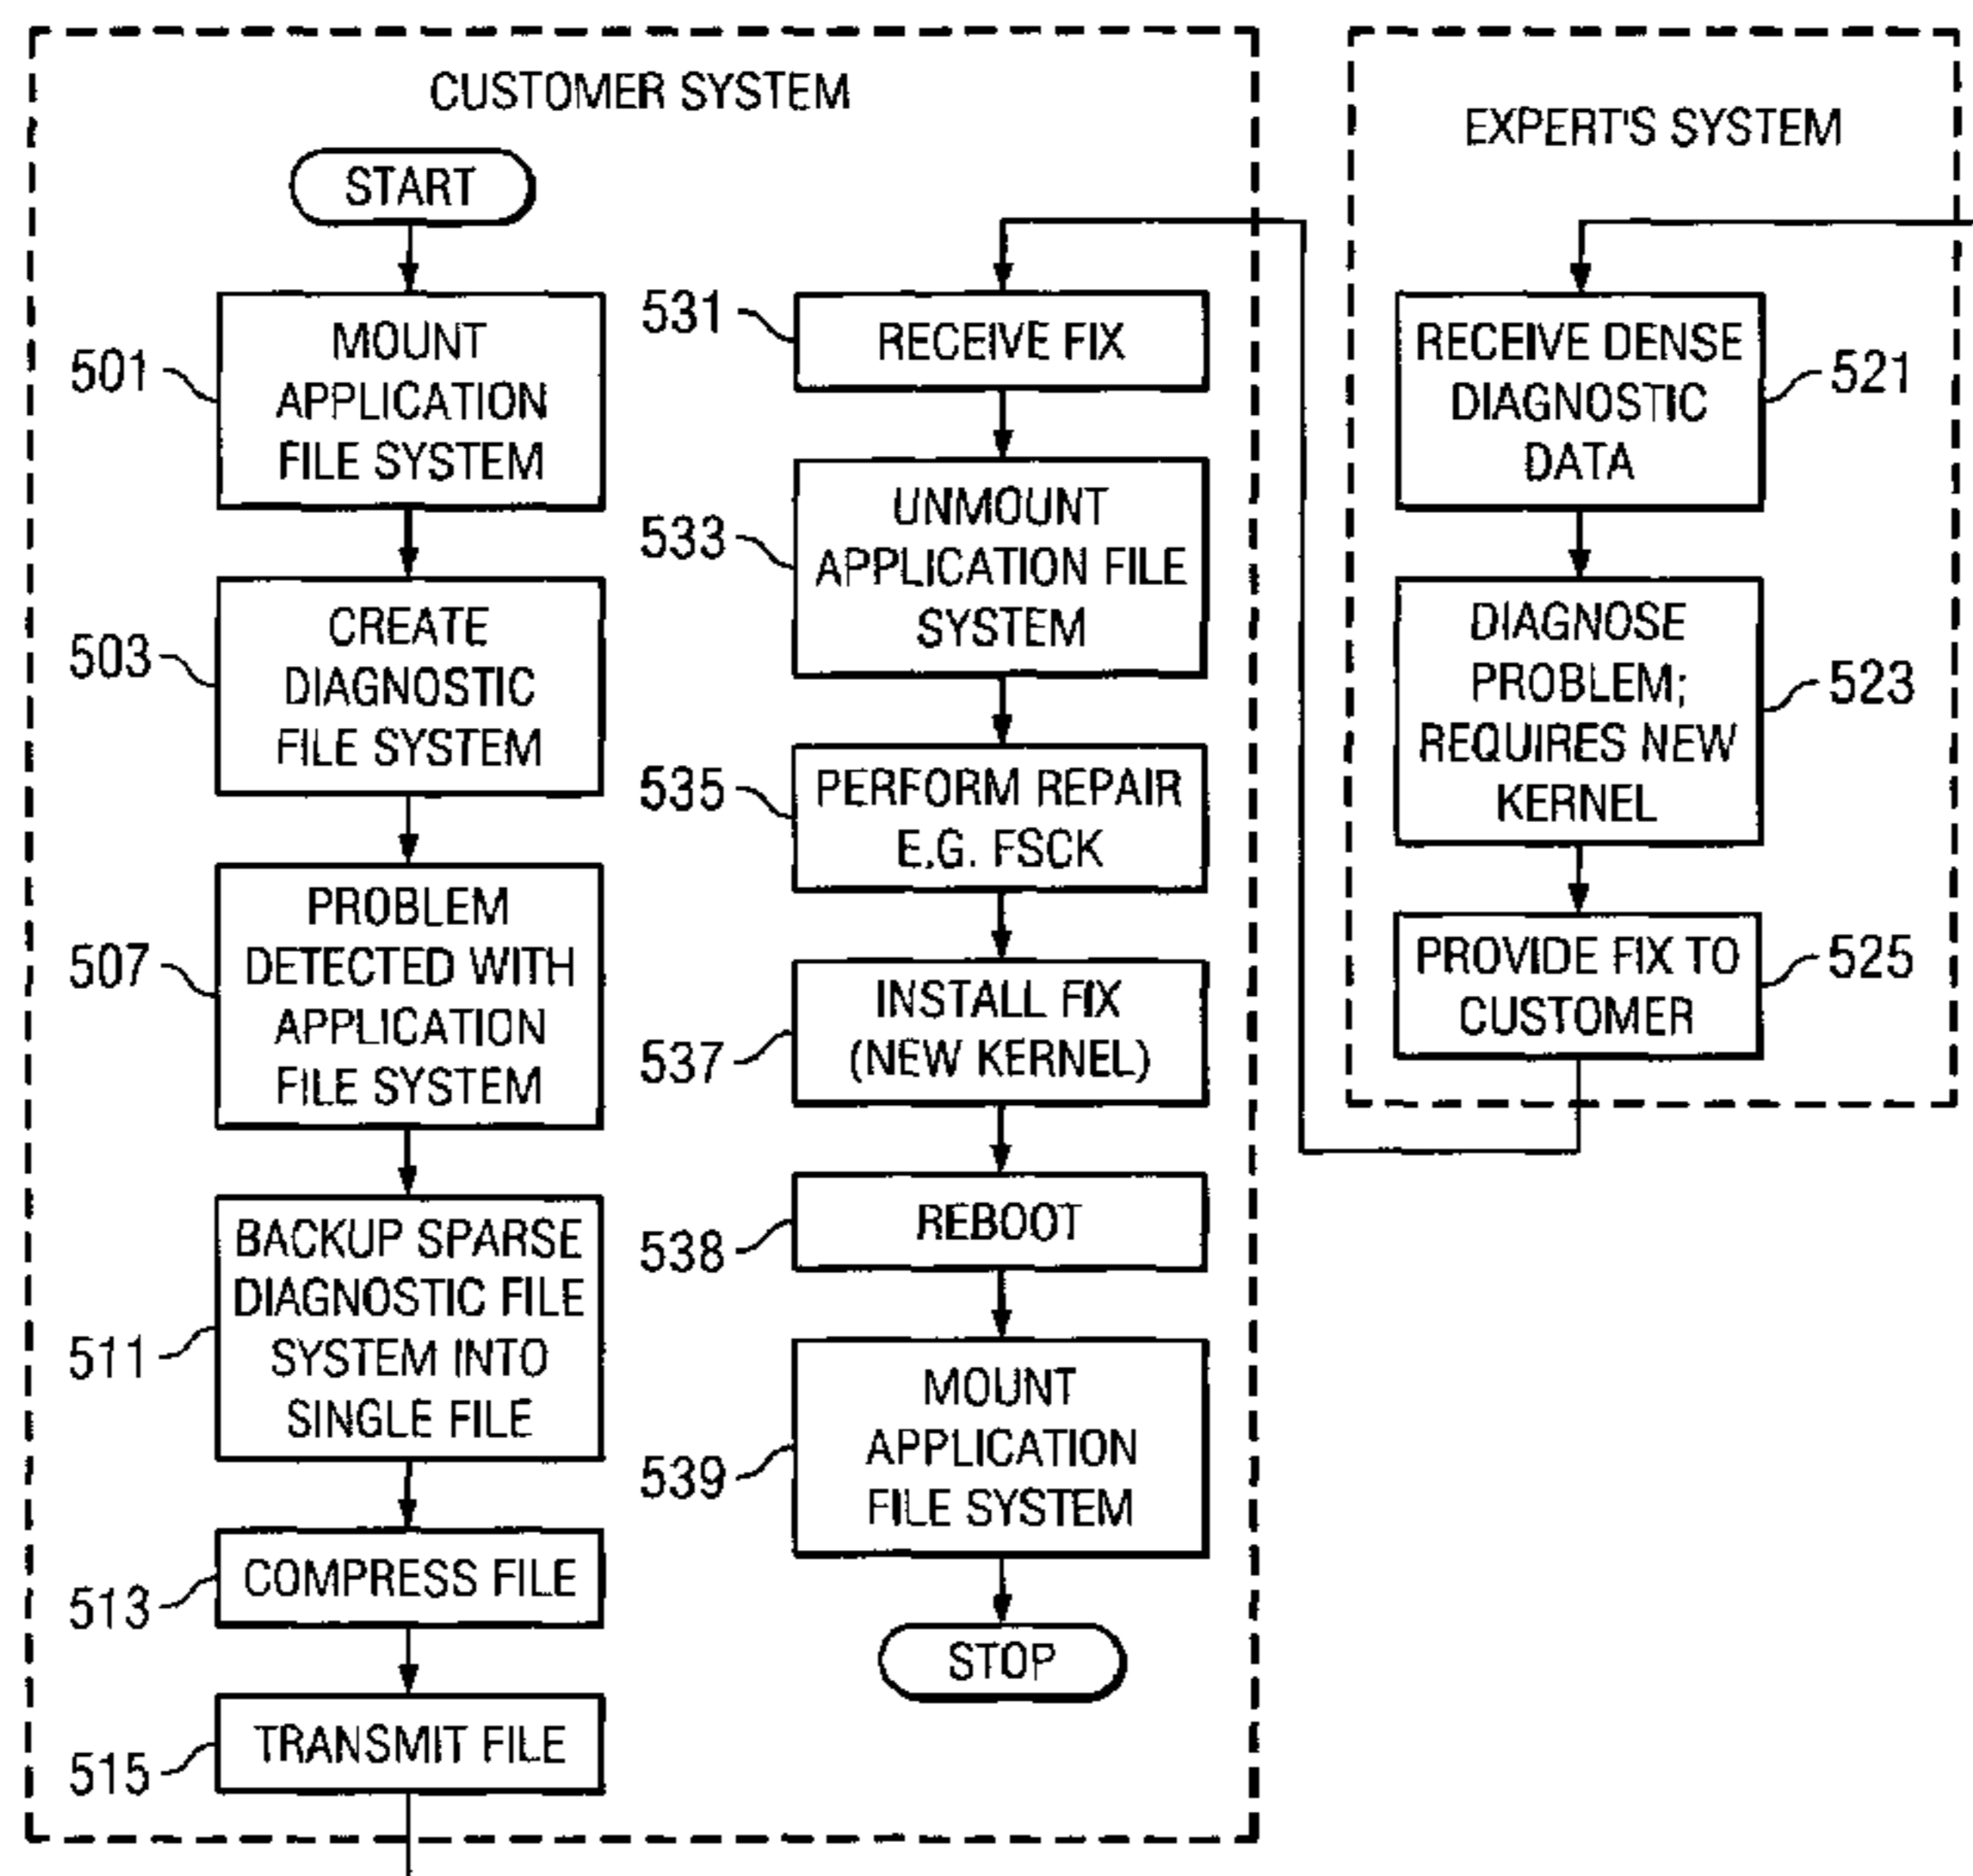 CUSTOMER SYSTEM
START
501
MOUNT
APPLICATION
FILE SYSTEM
503
CREATE
DIAGNOSTIC
FILE SYSTEM
507
PROBLEM
DETECTED WITH
APPLICATION
FILE SYSTEM
511
BACKUP SPARSE
DIAGNOSTIC FILE
SYSTEM INTO
SINGLE FILE
513
COMPRESS FILE
515
TRANSMIT FILE
531
RECEIVE FIX
533
UNMOUNT
APPLICATION FILE
SYSTEM
535
PERFORM REPAIR
E.G. FSCK
537
INSTALL FIX
(NEW KERNEL)
538
REBOOT
539
MOUNT
APPLICATION
FILE SYSTEM
STOP
EXPERT'S SYSTEM
RECEIVE DENSE
DIAGNOSTIC
DATA
521
DIAGNOSE
PROBLEM;
REQUIRES NEW
KERNEL
523
PROVIDE FIX TO
CUSTOMER
525